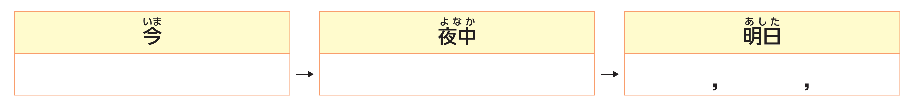 いま
今
よなか
夜中
あした
明日
→
→
, ,